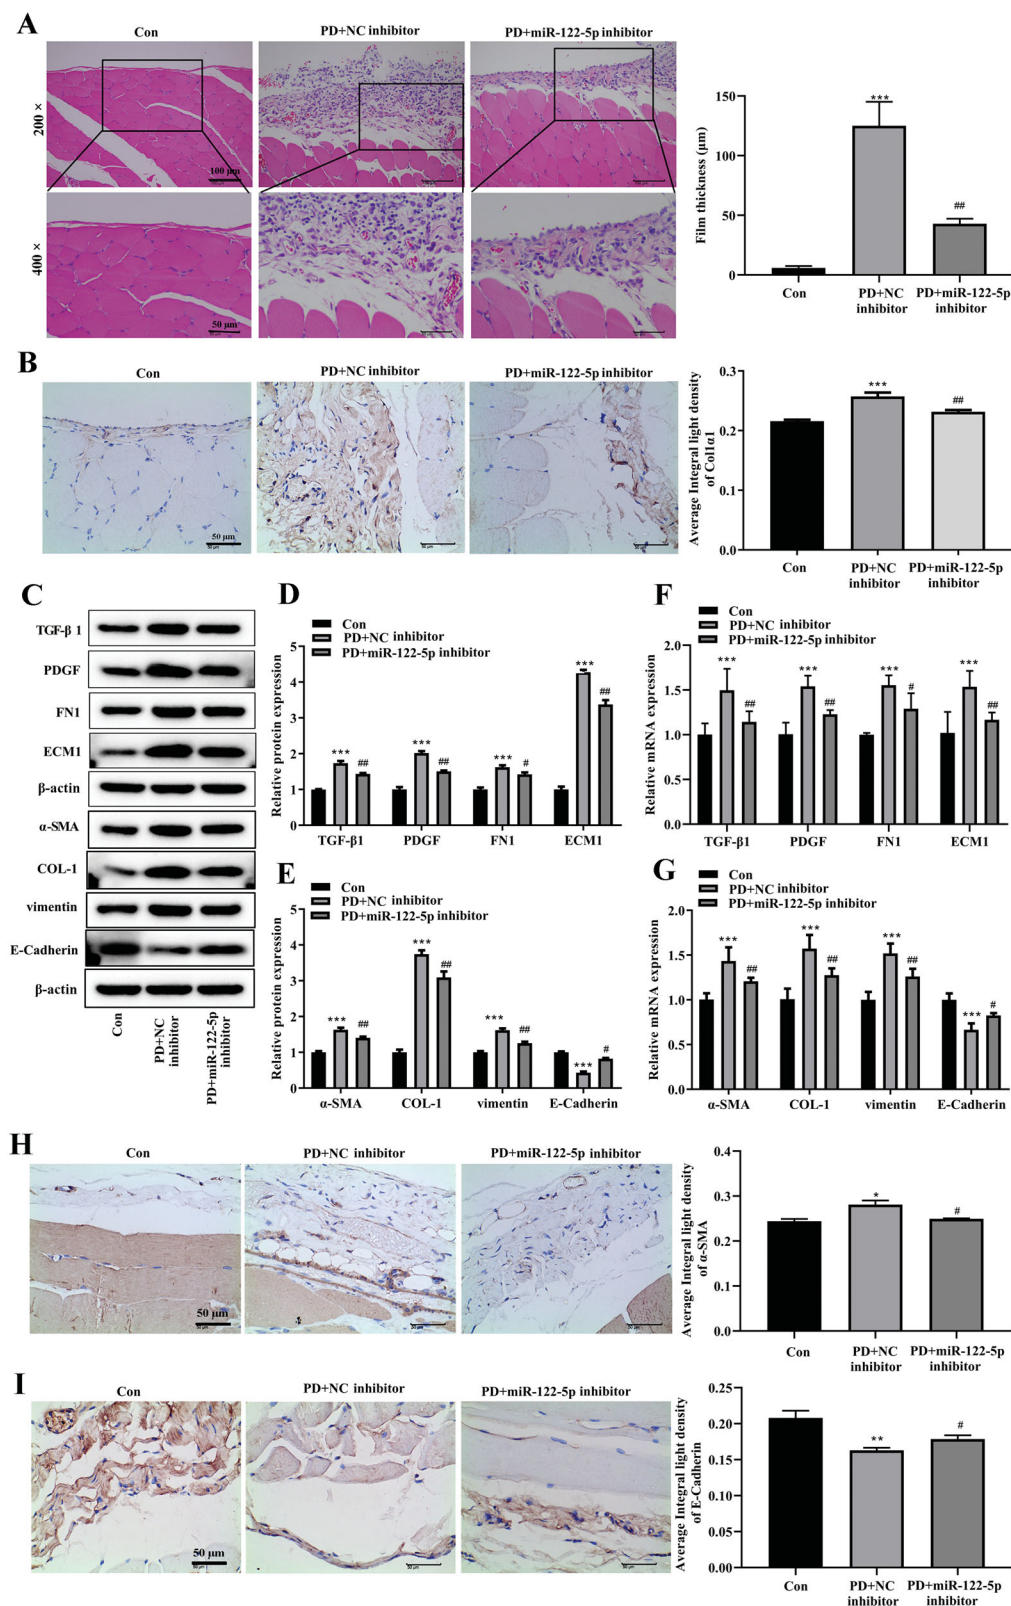 A
Con
PD+NC inhibitor
PD+miR-122-5p inhibitor
200 ×
100 μm
400 ×
50 μm
Film thickness (μm)
150
100
50
0
***
##
Con
PD+NC
inhibitor
PD+miR-122-5p
inhibitor
B
Con
PD+NC inhibitor
PD+miR-122-5p inhibitor
50 μm
Average Integral light density
of Col1α1
0.3
0.2
0.1
0.0
***
##
Con
PD+NC
inhibitor
PD+miR-122-5p
inhibitor
C
TGF-β 1
PDGF
FN1
ECM1
β-actin
α-SMA
COL-1
vimentin
E-Cadherin
β-actin
Con
PD+NC
inhibitor
PD+miR-122-5p
inhibitor
D
Con
PD+NC inhibitor
PD+miR-122-5p inhibitor
Relative protein expression
5
4
3
2
1
0
***
##
***
##
***
#
***
##
TGF-β1
PDGF
FN1
ECM1
E
Con
PD+NC inhibitor
PD+miR-122-5p inhibitor
Relative protein expression
5
4
3
2
1
0
***
##
***
##
***
##
***
#
α-SMA
COL-1
vimentin
E-Cadherin
F
Con
PD+NC inhibitor
PD+miR-122-5p inhibitor
Relative mRNA expression
2.0
1.5
1.0
0.5
0.0
***
##
***
##
***
#
***
##
TGF-β1
PDGF
FN1
ECM1
G
Con
PD+NC inhibitor
PD+miR-122-5p inhibitor
Relative mRNA expression
2.0
1.5
1.0
0.5
0.0
***
##
***
##
***
##
***
#
α-SMA
COL-1
vimentin
E-Cadherin
H
Con
PD+NC inhibitor
PD+miR-122-5p inhibitor
50 μm
Average Integral light density
of α-SMA
0.4
0.3
0.2
0.1
0.0
*
#
Con
PD+NC
inhibitor
PD+miR-122-5p
inhibitor
I
Con
PD+NC inhibitor
PD+miR-122-5p inhibitor
50 μm
Average Integral light density
of E-Cadherin
0.25
0.20
0.15
0.10
0.05
0.00
**
#
Con
PD+NC
inhibitor
PD+miR-122-5p
inhibitor